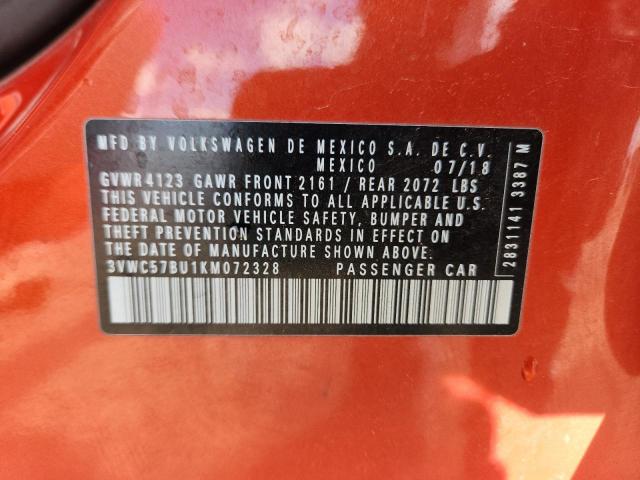 MFD BY VOLKSWAGEN DE MEXICO S.A. DE C.V.
MEXICO 07/18
GVWR 4123 GAWR FRONT 2161 / REAR 2072 LBS
THIS VEHICLE CONFORMS TO ALL APPLICABLE U.S.
FEDERAL MOTOR VEHICLE SAFETY, BUMPER AND
THEFT PREVENTION STANDARDS IN EFFECT ON
THE DATE OF MANUFACTURE SHOWN ABOVE.
3VWC57BU1KM072328 PASSENGER CAR
2831141 3387 M